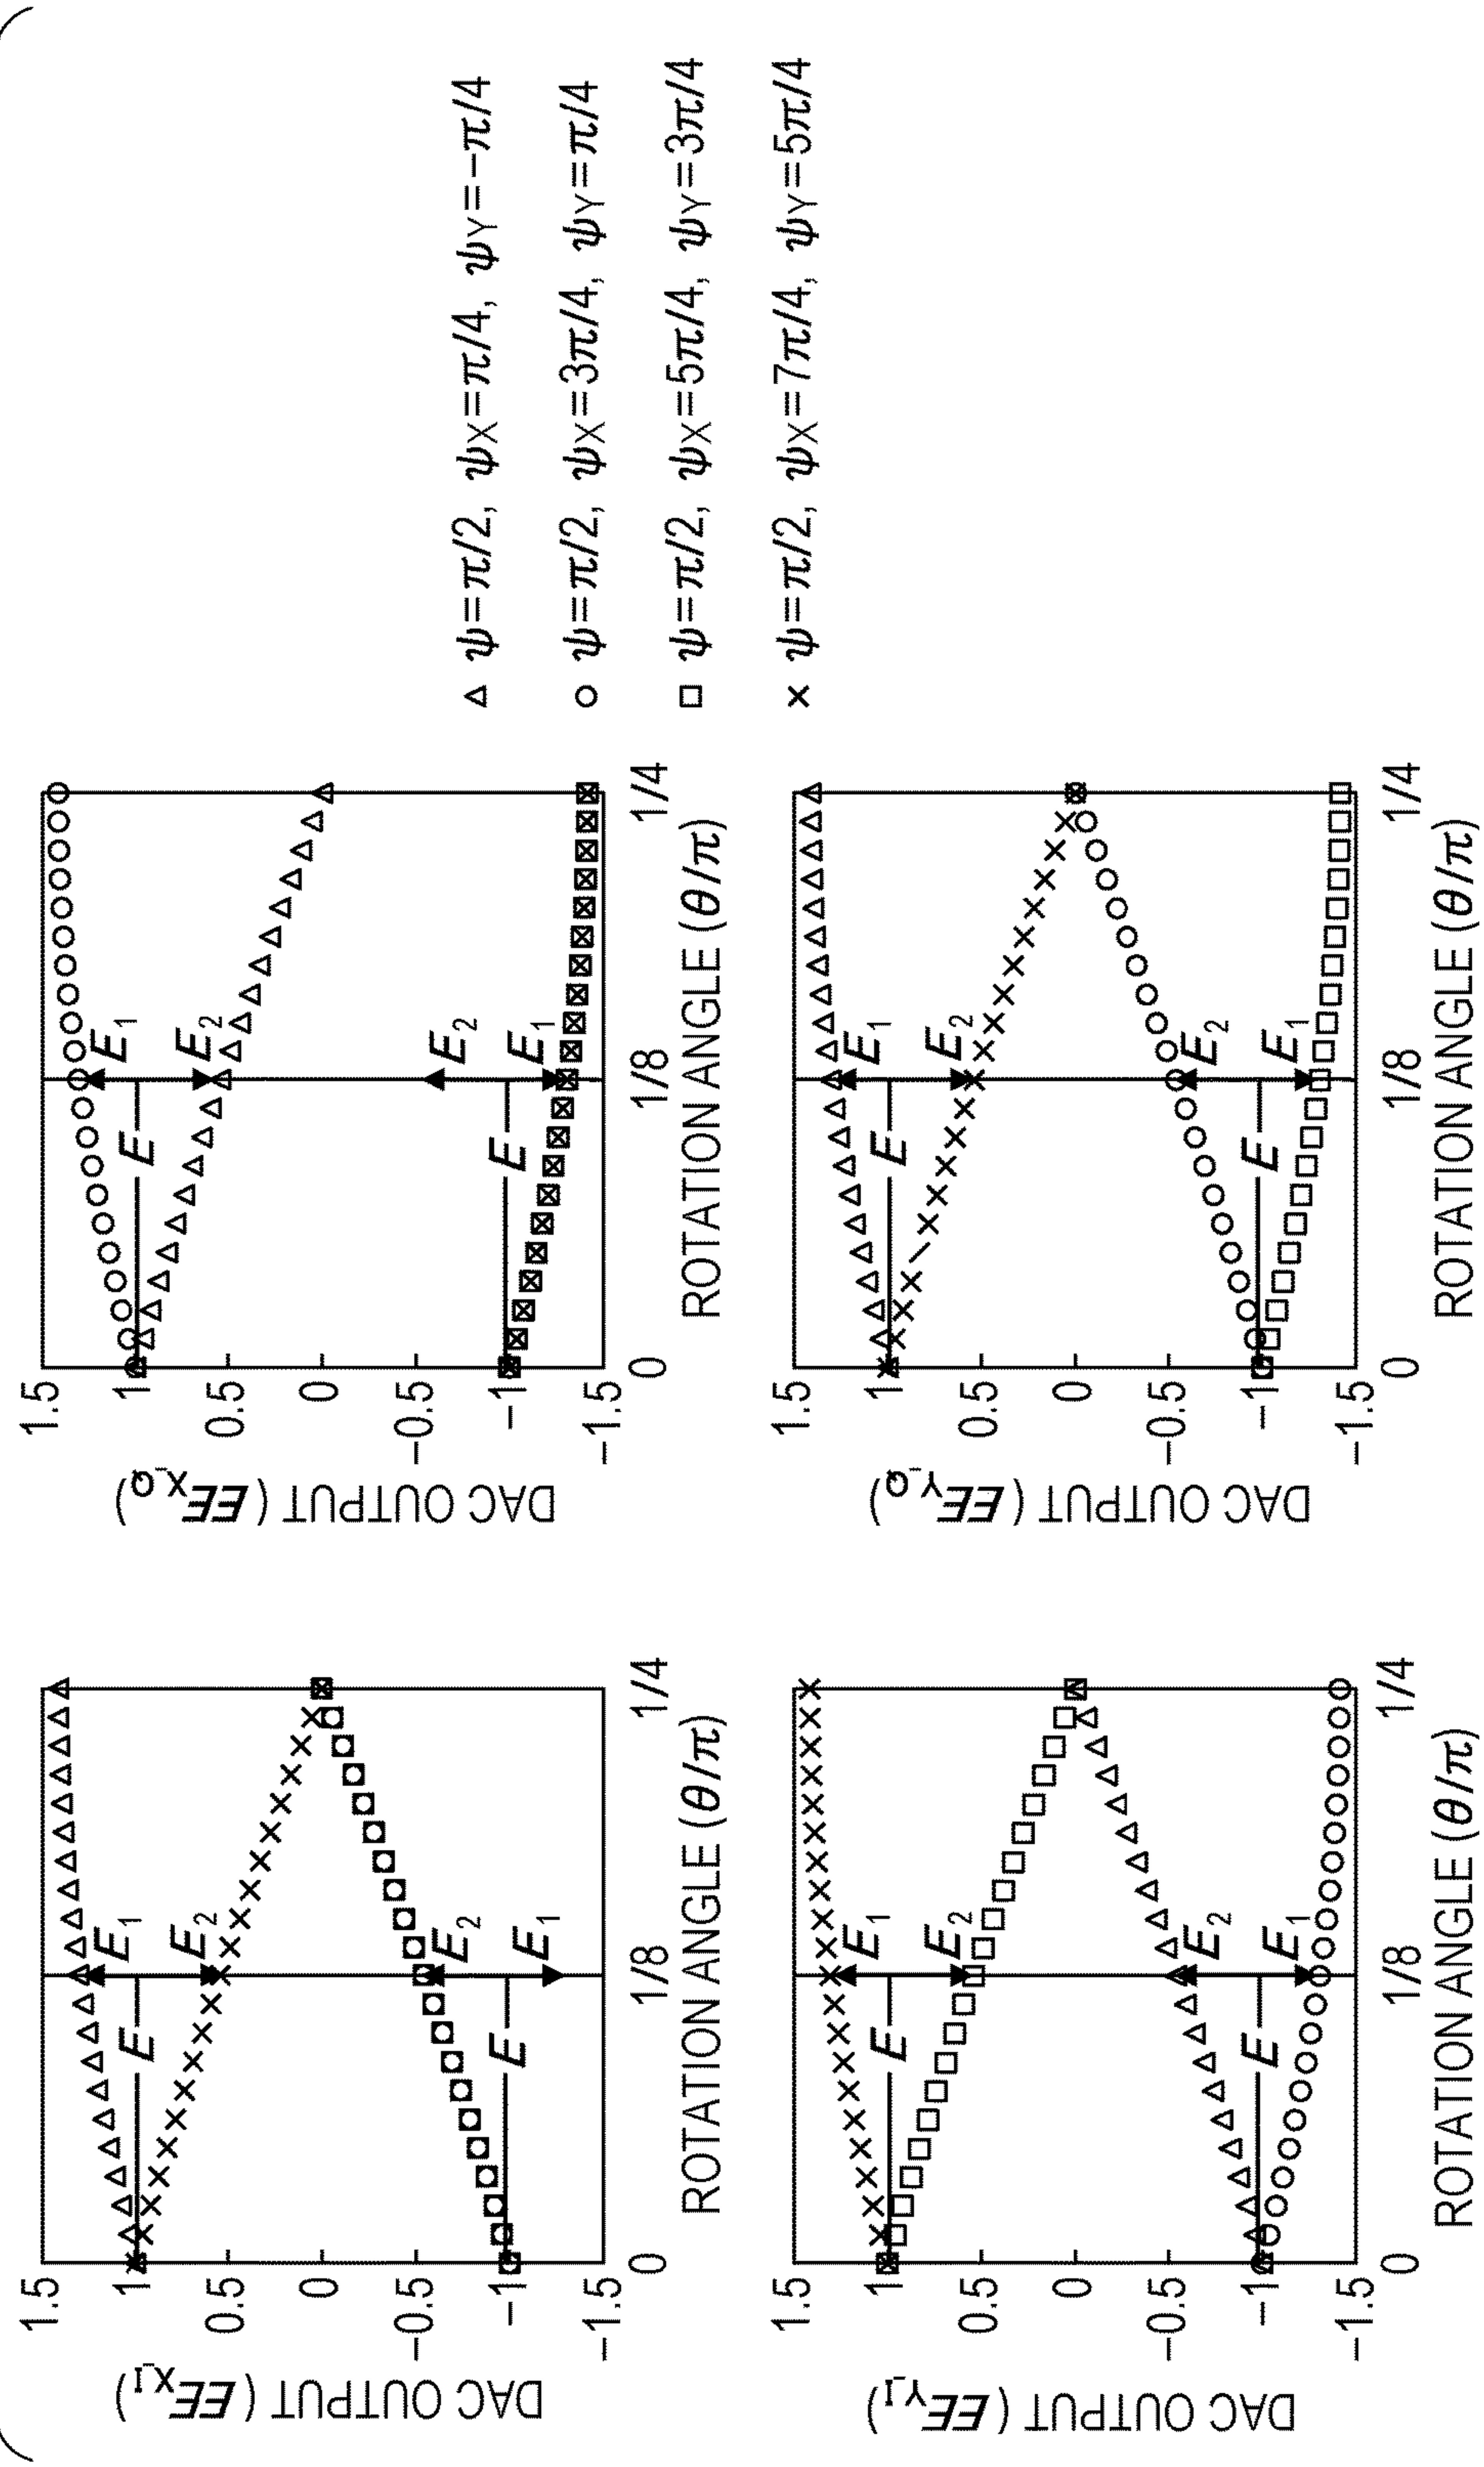 DAC OUTPUT (EE_X_I)
1.5
1
0.5
0
-0.5
-1
-1.5
E
E1
E2
E
E2
E1
0
1/8
1/4
ROTATION ANGLE (θ/π)
DAC OUTPUT (EE_X_Q)
1.5
1
0.5
0
-0.5
-1
-1.5
E
E1
E2
E
E2
E1
0
1/8
1/4
ROTATION ANGLE (θ/π)
DAC OUTPUT (EE_Y_I)
1.5
1
0.5
0
-0.5
-1
-1.5
E
E1
E2
E
E2
E1
0
1/8
1/4
ROTATION ANGLE (θ/π)
DAC OUTPUT (EE_Y_Q)
1.5
1
0.5
0
-0.5
-1
-1.5
E
E1
E2
E
E2
E1
0
1/8
1/4
ROTATION ANGLE (θ/π)
△ ψ=π/2, ψX=π/4, ψY=−π/4
○ ψ=π/2, ψX=3π/4, ψY=π/4
□ ψ=π/2, ψX=5π/4, ψY=3π/4
× ψ=π/2, ψX=7π/4, ψY=5π/4